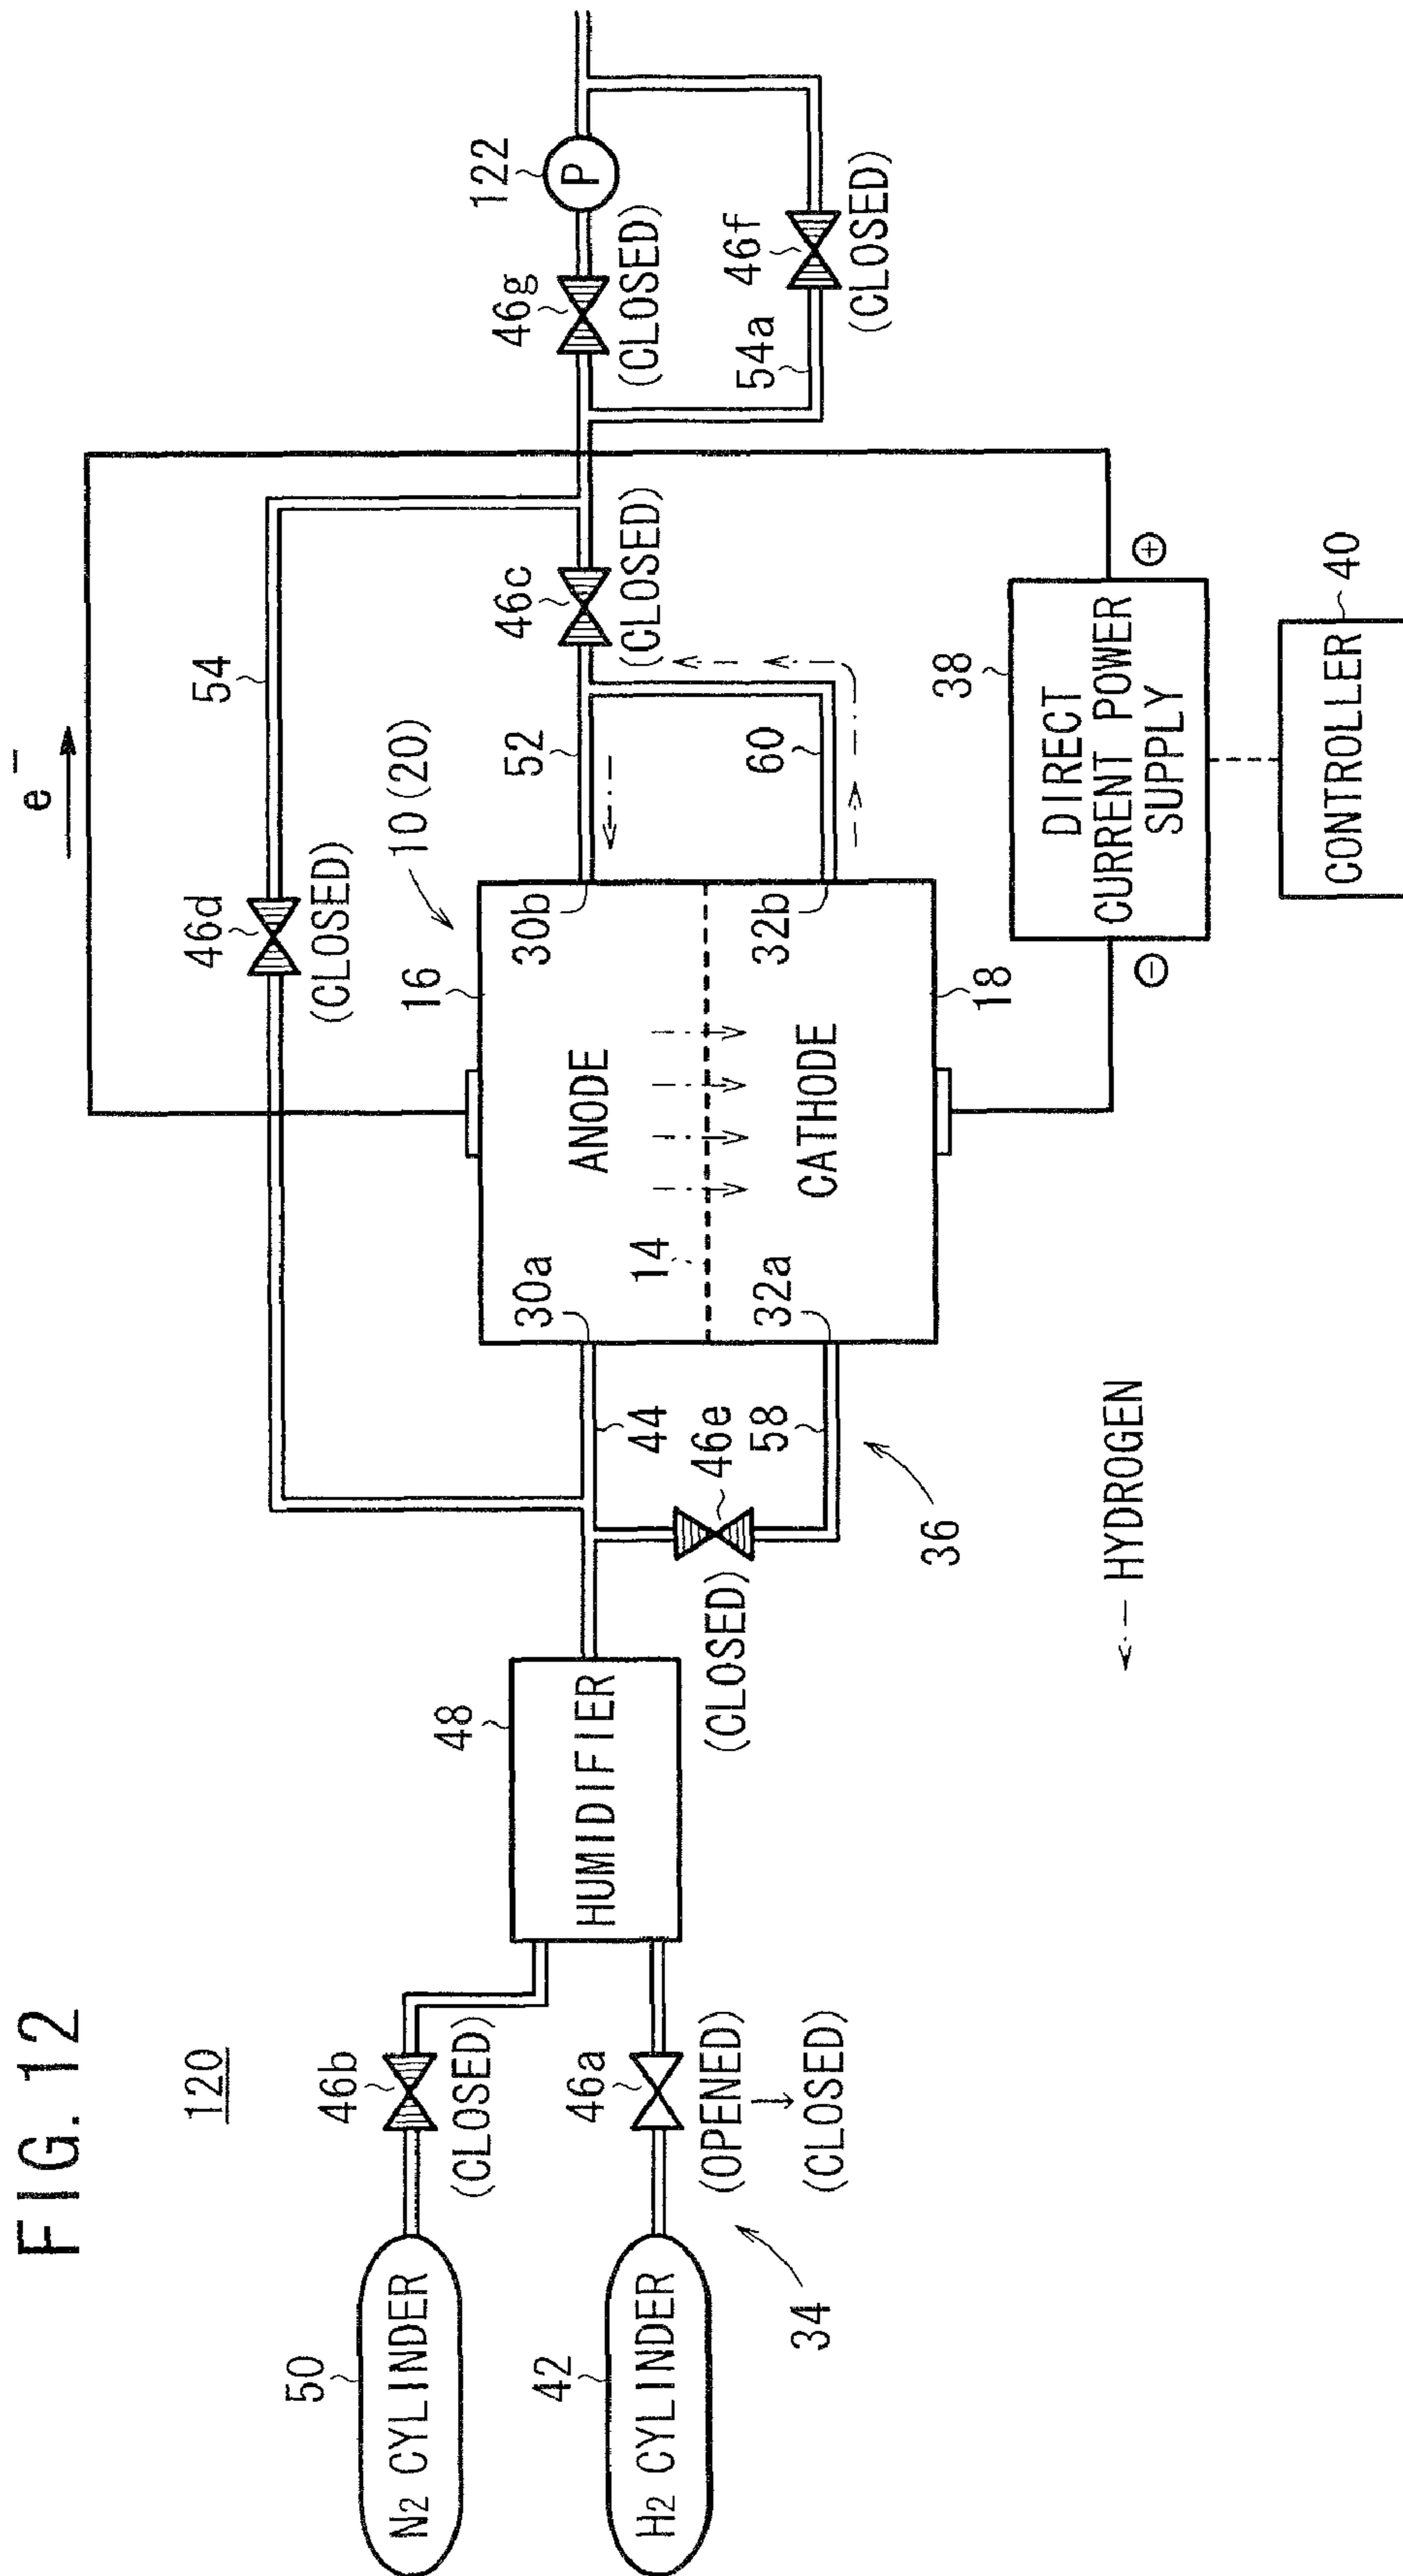 FIG. 12
120
e⁻
54
46d
(CLOSED)
10(20)
52
46c
(CLOSED)
46g
(CLOSED)
122
P
54a
46f
(CLOSED)
50
N2 CYLINDER
46b
(CLOSED)
42
H2 CYLINDER
46a
(OPENED)
↓
(CLOSED)
34
48
HUMIDIFIER
44
46e
(CLOSED)
58
36
16
30a
30b
ANODE
14
CATHODE
32a
32b
18
60
38
⊖
⊕
DIRECT
CURRENT POWER
SUPPLY
40
CONTROLLER
HYDROGEN